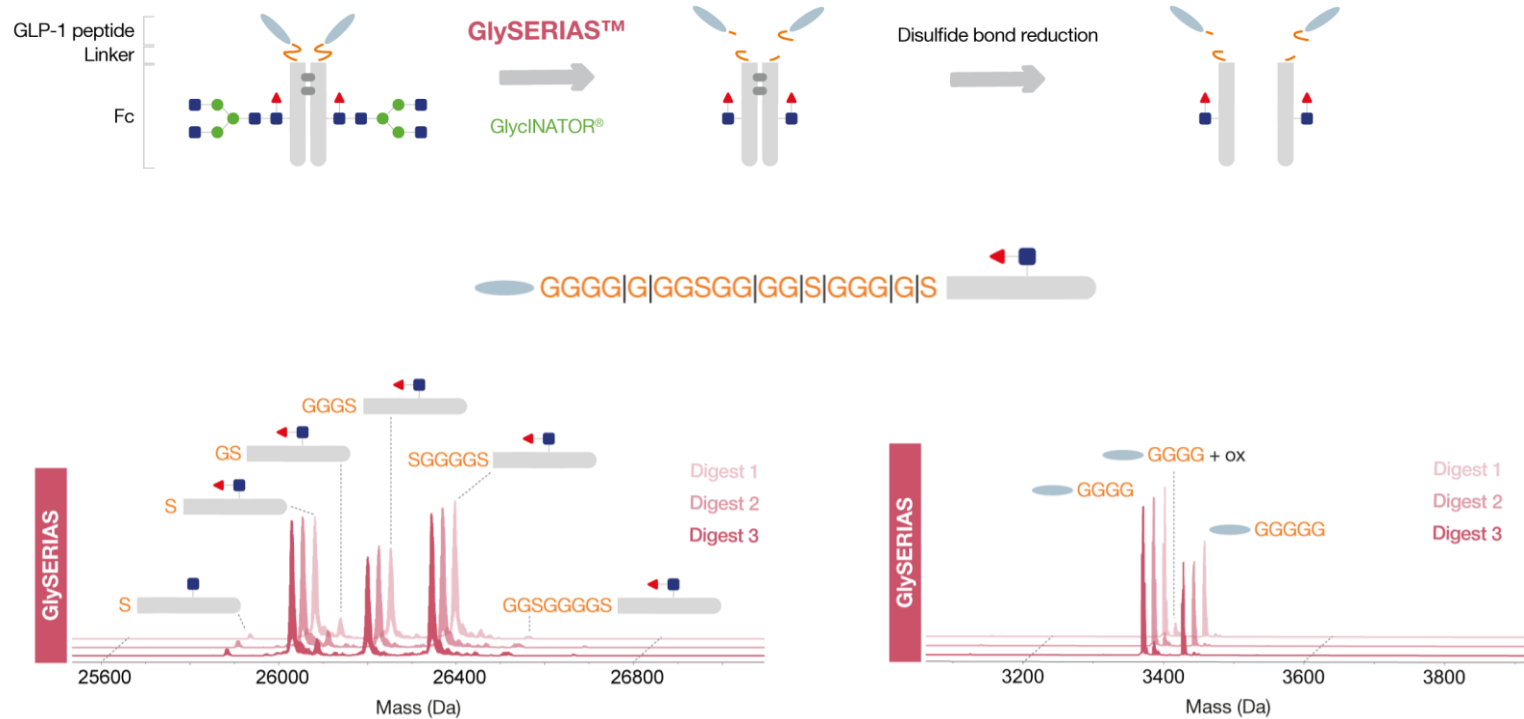 GLP-1 peptide
Linker
Fc
GlySERIAS™
GlycINATOR®
Disulfide bond reduction
GGGG|G|GGSGG|GG|S|GGG|G|S
GlySERIAS
S
S
GS
GGGS
SGGGGS
GGSGGGGS
Digest 1
Digest 2
Digest 3
25600 26000 26400 26800
Mass (Da)
GlySERIAS
GGGG
GGGG + ox
GGGGG
Digest 1
Digest 2
Digest 3
3200 3400 3600 3800
Mass (Da)